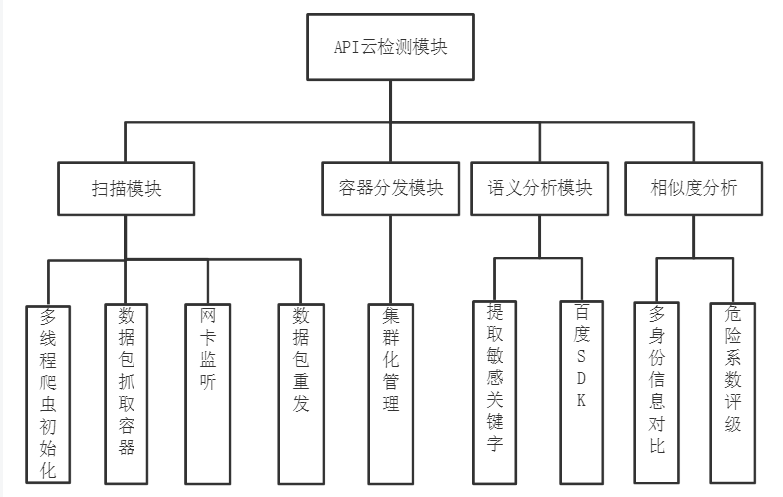 API云检测模块
扫描模块
容器分发模块
语义分析模块
相似度分析
多线程爬虫初始化
数据包抓取容器
网卡监听
数据包重发
集群化管理
提取敏感关键字
百度SDK
多身份信息对比
危险系数评级